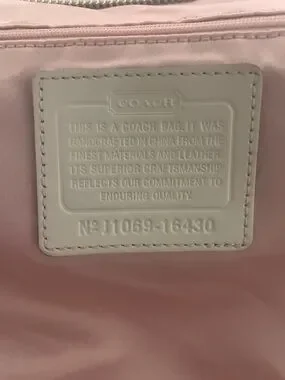 COACH
THIS IS A COACH BAG. IT WAS
HANDCRAFTED IN CHINA FROM THE
FINEST MATERIALS AND LEATHER.
ITS SUPERIOR CRAFTSMANSHIP
REFLECTS OUR COMMITMENT TO
ENDURING QUALITY.
Nº J1069-16430